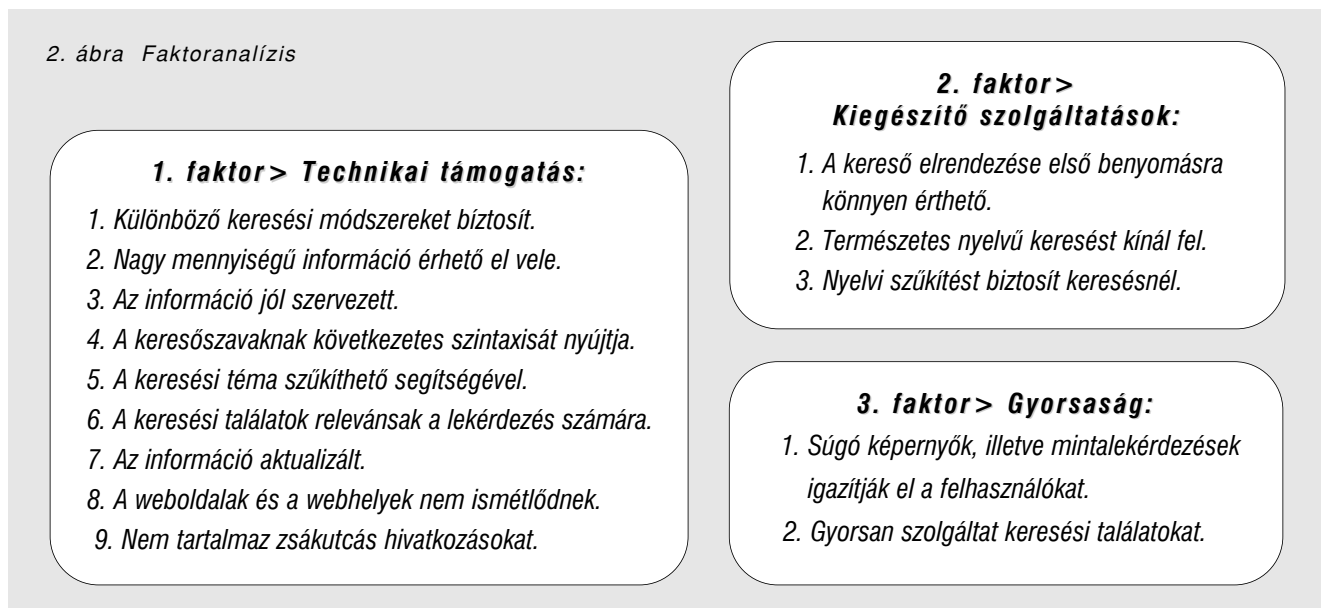 2. ábra Faktoranalízis
1. faktor> Technikai támogatás:
1. Különböző keresési módszereket bíztosít.
2. Nagy mennyiségű információ érhető el vele.
3. Az információ jól szervezett.
4. A keresőszavaknak következetes szintaxisát nyújtja.
5. A keresési téma szűkíthető segítségével.
6. A keresési találatok relevánsak a lekérdezés számára.
7. Az információ aktualizált.
8. A weboldalak és a webhelyek nem ismétlődnek.
9. Nem tartalmaz zsákutcás hivatkozásokat.
2. faktor>
Kiegészítő szolgáltatások:
1. A kereső elrendezése első benyomásra
könnyen érthető.
2. Természetes nyelvű keresést kínál fel.
3. Nyelvi szűkítést biztosít keresésnél.
3. faktor> Gyorsaság:
1. Súgó képernyők, illetve mintalekérdezések
igazítják el a felhasználókat.
2. Gyorsan szolgáltat keresési találatokat.